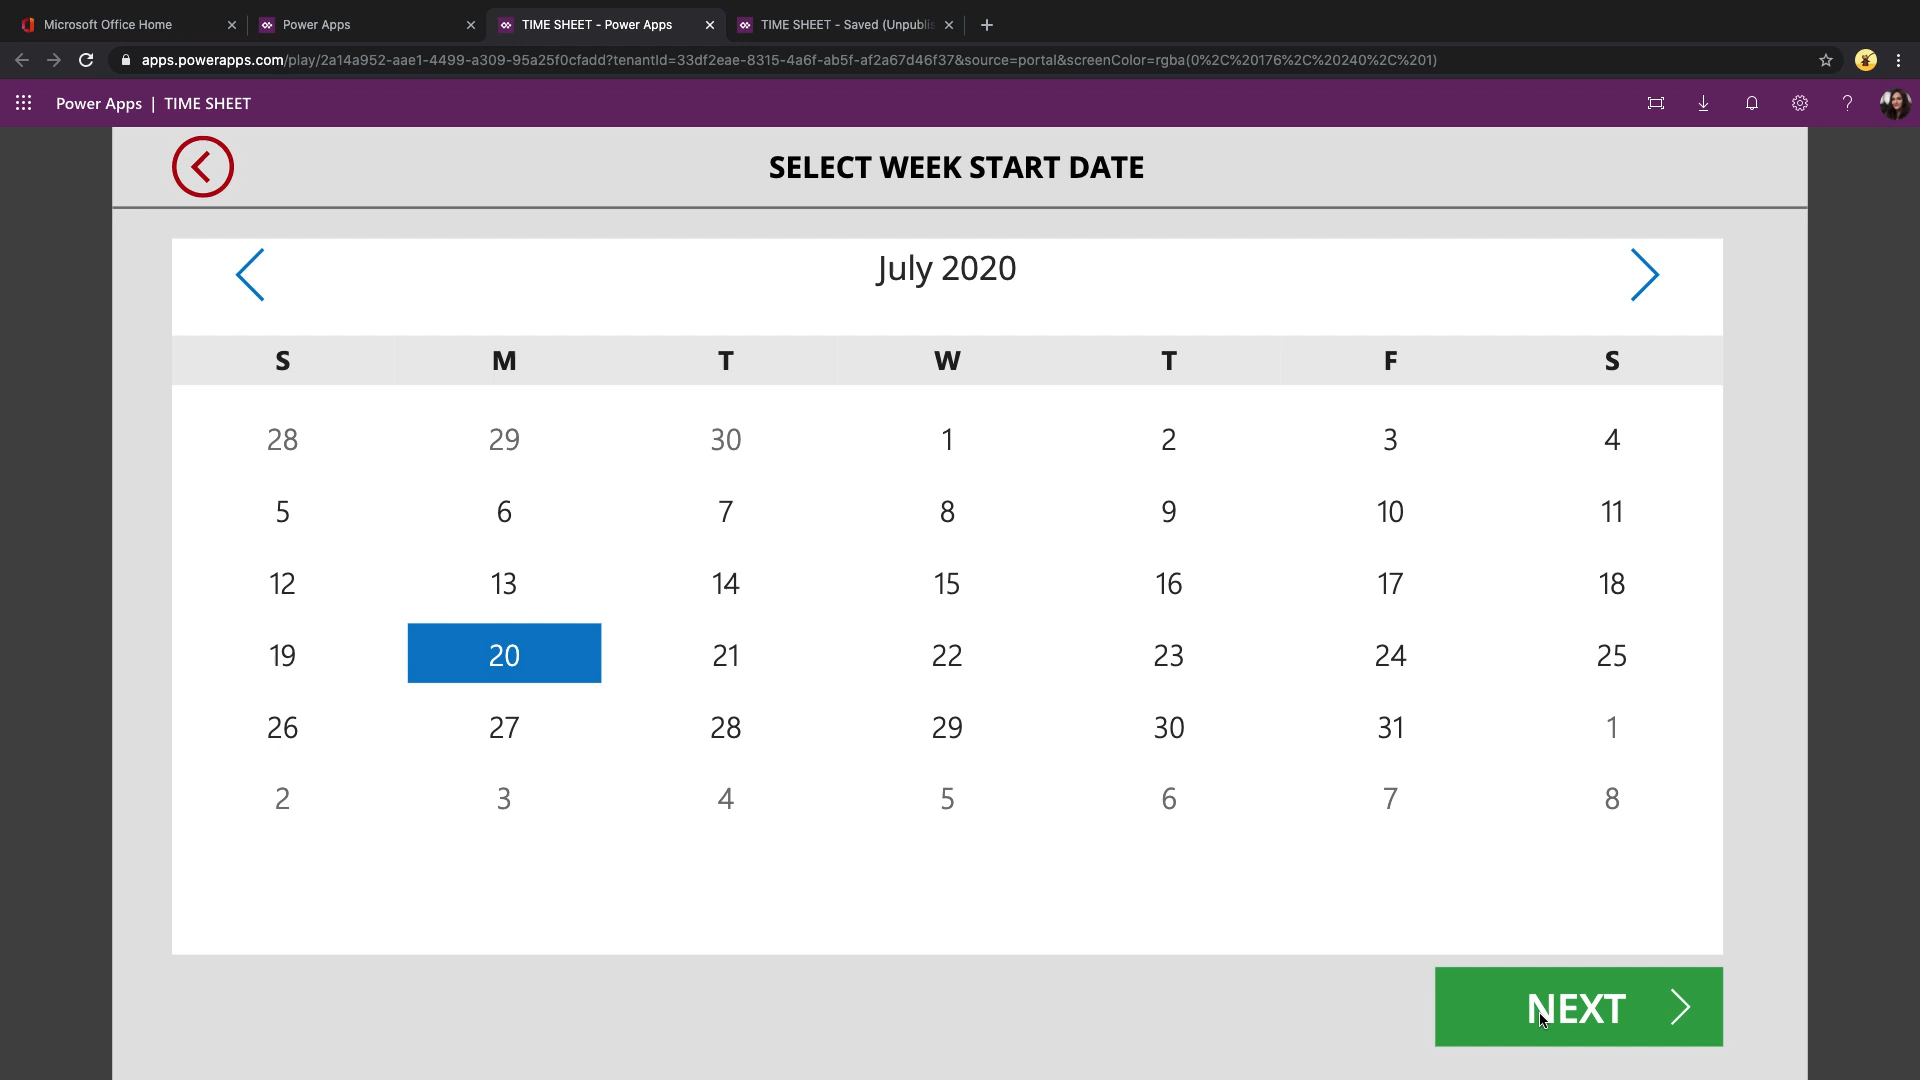 Microsoft Office Home
Power Apps
TIME SHEET - Power Apps
TIME SHEET - Saved (Unpublis
apps.powerapps.com/play/2a14a952-aae1-4499-a309-95a25f0cfadd?tenantId=33df2eae-8315-4a6f-ab5f-af2a67d46f37&source=portal&screenColor=rgba(0%2C%20176%2C%20240%2C%201)
Power Apps | TIME SHEET
SELECT WEEK START DATE
July 2020
S M T W T F S
28 29 30 1 2 3 4
5 6 7 8 9 10 11
12 13 14 15 16 17 18
19 20 21 22 23 24 25
26 27 28 29 30 31 1
2 3 4 5 6 7 8
NEXT